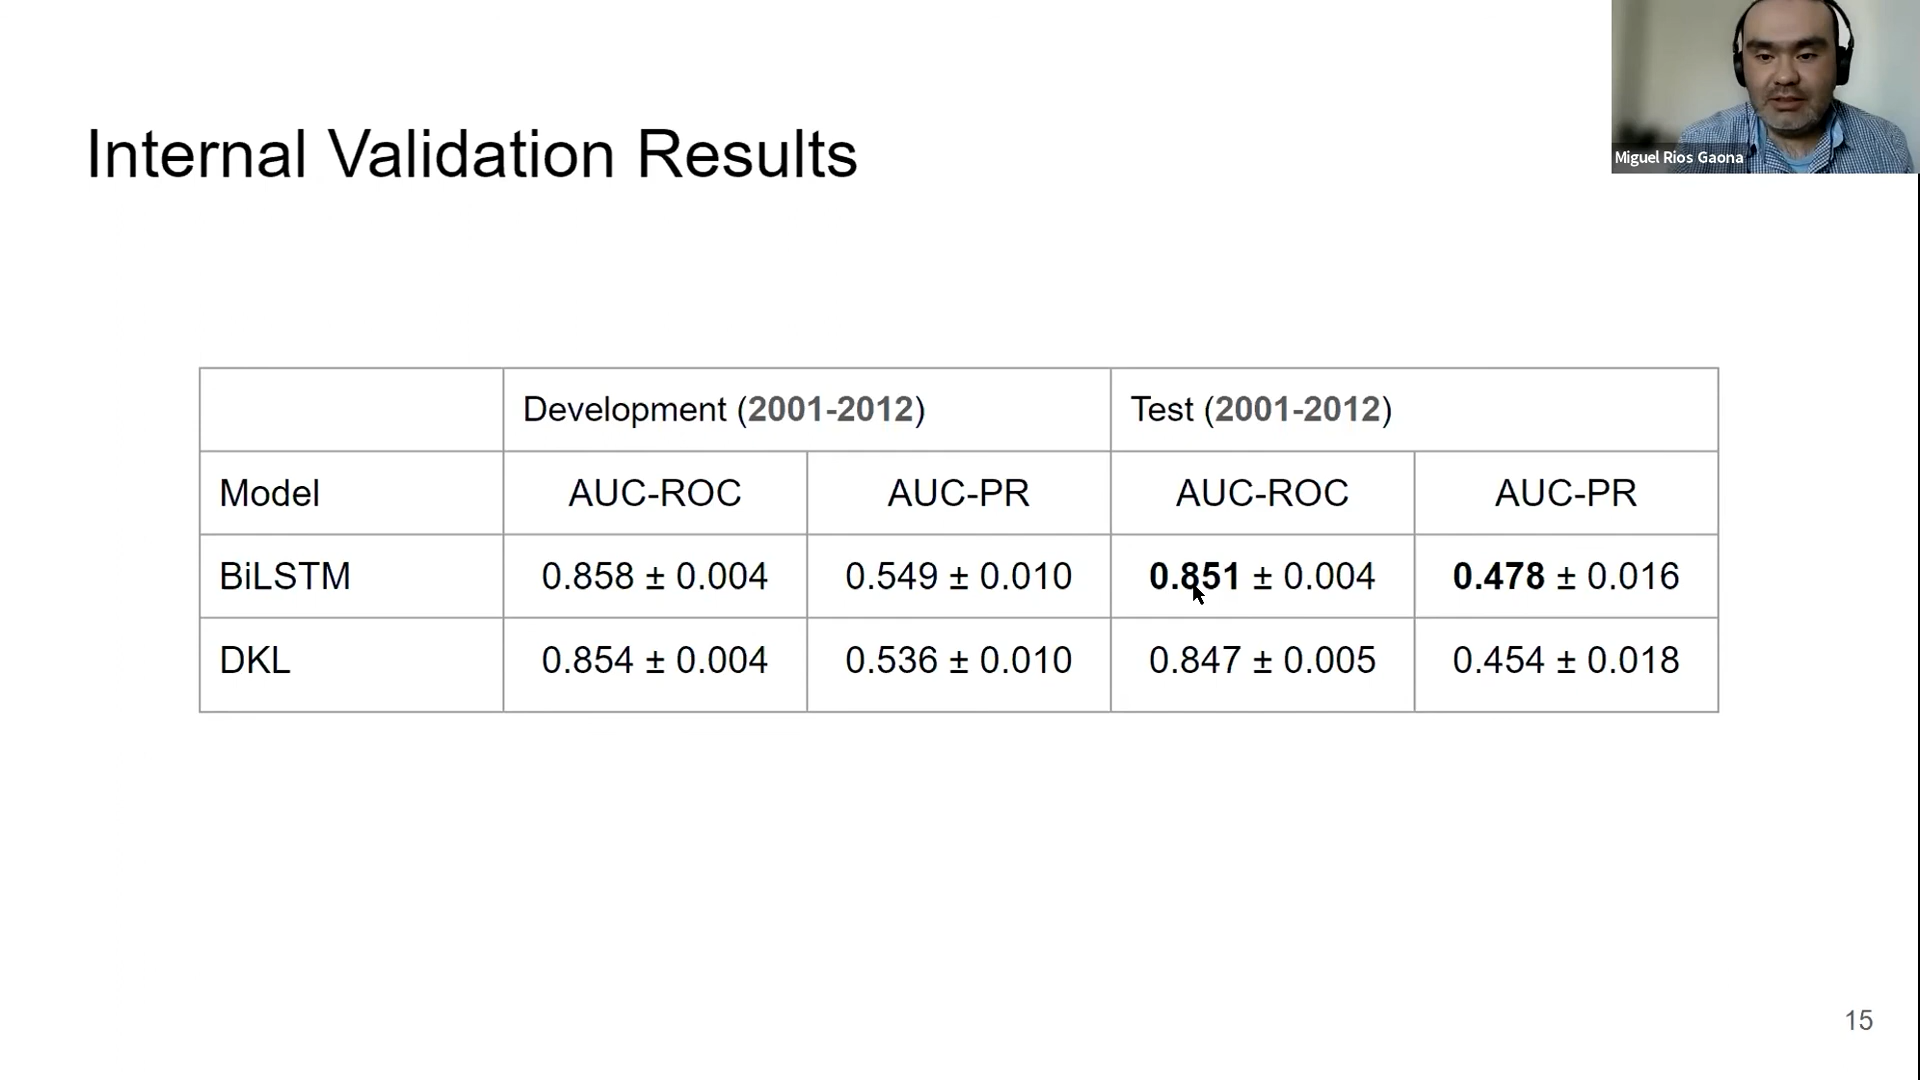 Miguel Rios Gaona
Internal Validation Results
Development (2001-2012) Test (2001-2012)
Model AUC-ROC AUC-PR AUC-ROC AUC-PR
BiLSTM 0.858 ± 0.004 0.549 ± 0.010 0.851 ± 0.004 0.478 ± 0.016
DKL 0.854 ± 0.004 0.536 ± 0.010 0.847 ± 0.005 0.454 ± 0.018
15